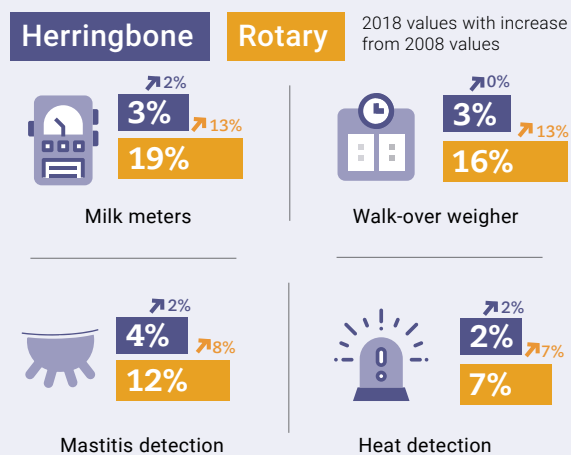 Herringbone Rotary 2018 values with increase
from 2008 values
2%
3%
13%
19%
Milk meters
0%
3%
13%
16%
Walk-over weigher
2%
4%
8%
12%
Mastitis detection
2%
2%
7%
7%
Heat detection